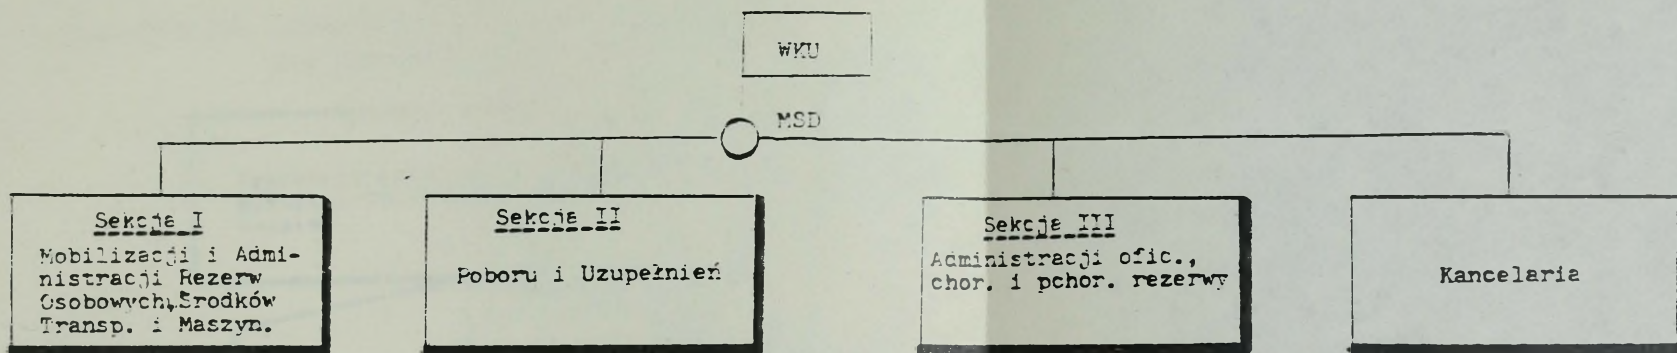 WKU
MSD
Sekcja I
Mobilizacji i Admi-
nistracji Rezerw
Osobowych,Środków
Transp. i Maszyn.
Sekcja II
Poboru i Uzupełnień
Sekcja III
Administracji ofic.,
chor. i pchor. rezerwy
Kancelaria